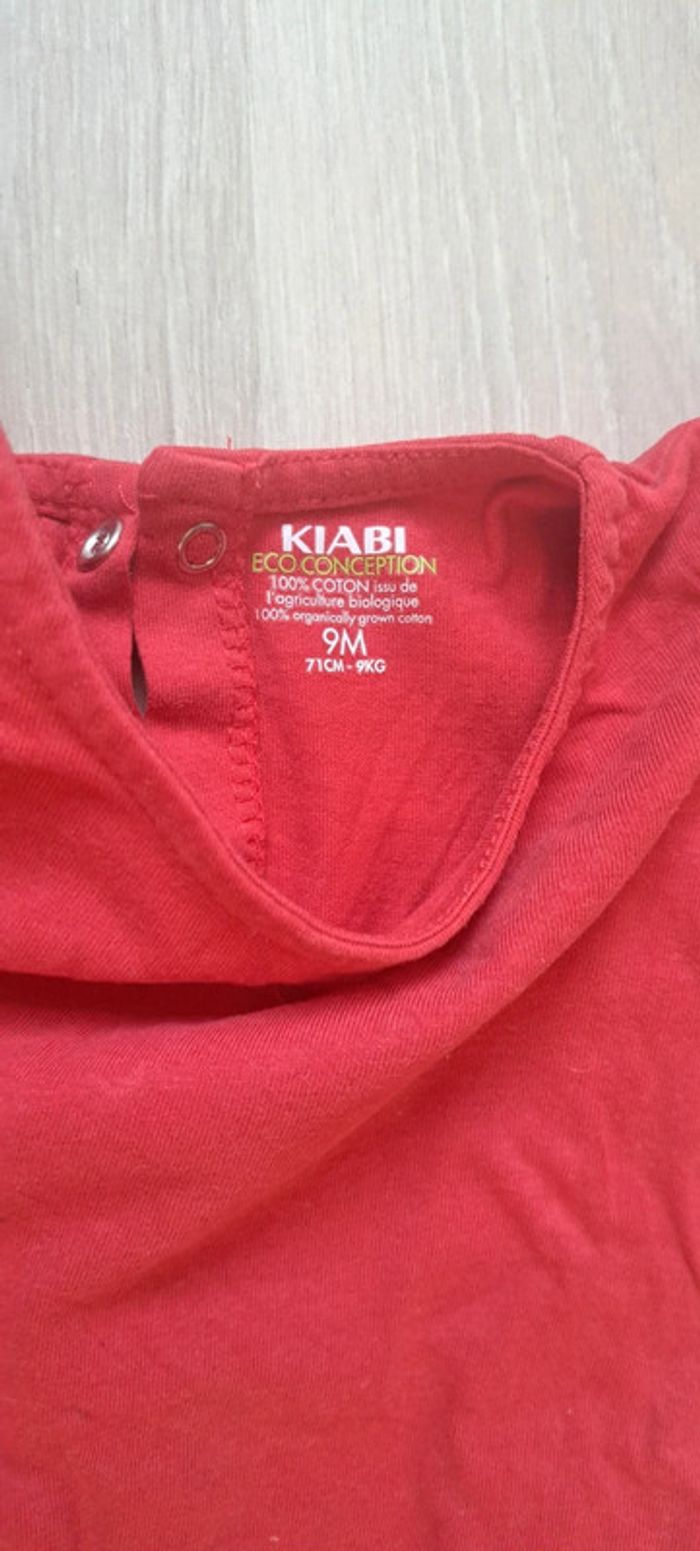 KIABI
ECO CONCEPTION
100% COTON issu de
l'agriculture biologique
100% organically grown cotton
9M
71CM - 9KG